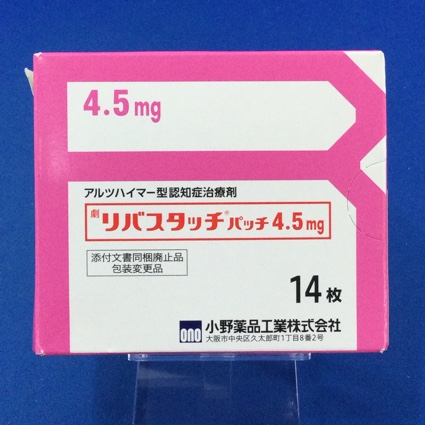 4.5mg
アルツハイマー型認知症治療剤
劇 リバスタッチ®パッチ4.5mg
添付文書同梱廃止品
包装変更品
14枚
ono 小野薬品工業株式会社
大阪市中央区久太郎町1丁目8番2号